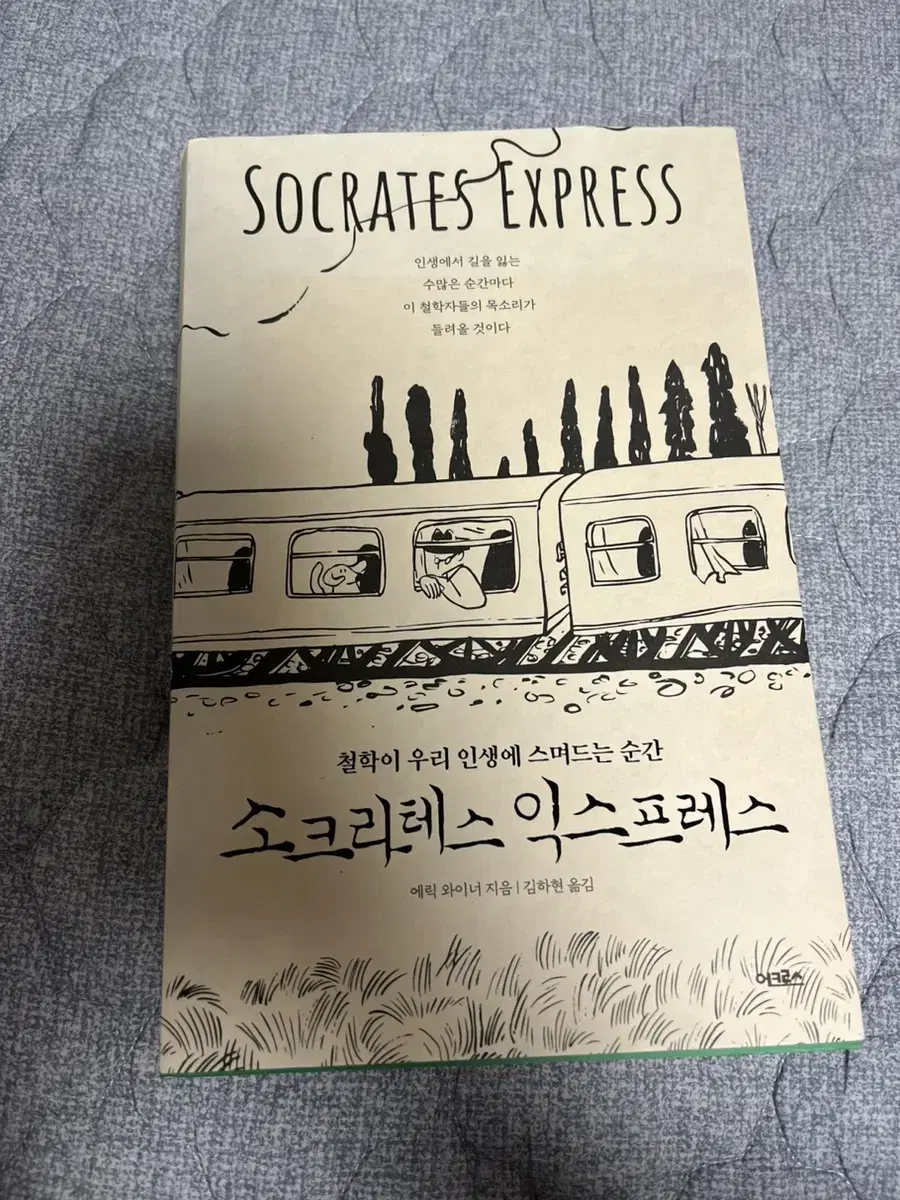 SOCRATES EXPRESS
인생에서 길을 잃는
수많은 순간마다
이 철학자들의 목소리가
들려올 것이다
철학이 우리 인생에 스며드는 순간
소크라테스 익스프레스
에릭 와이너 지음 | 김하현 옮김
어크로스